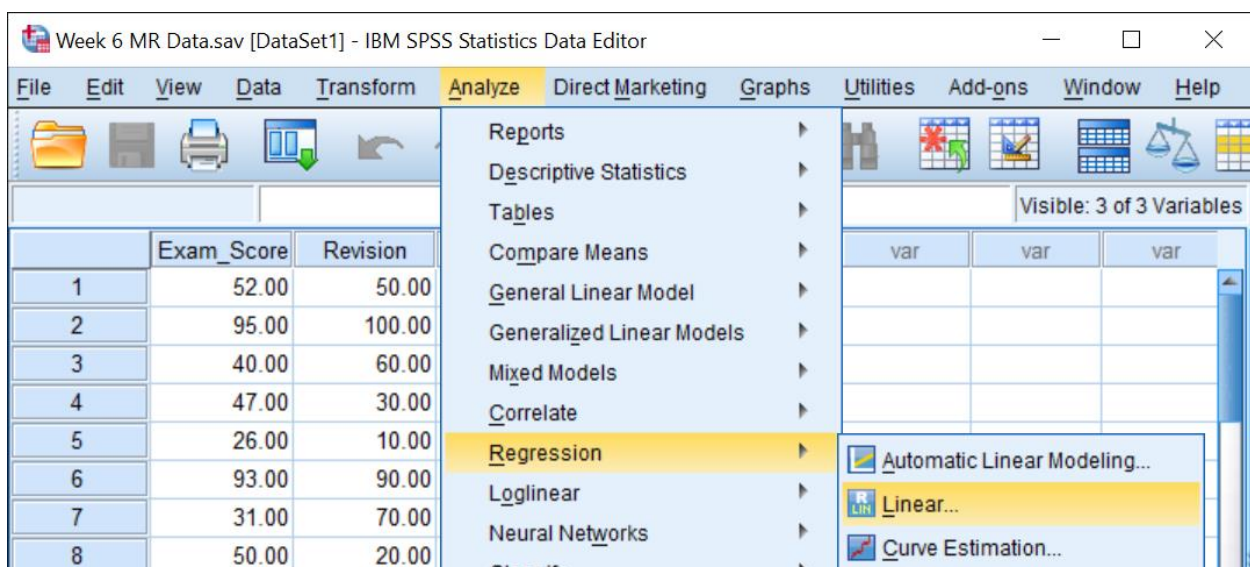 Week 6 MR Data.sav [DataSet1] - IBM SPSS Statistics Data Editor
File Edit View Data Transform Analyze Direct Marketing Graphs Utilities Add-ons Window Help
Visible: 3 of 3 Variables
Exam_Score Revision var var var
1 52.00 50.00
2 95.00 100.00
3 40.00 60.00
4 47.00 30.00
5 26.00 10.00
6 93.00 90.00
7 31.00 70.00
8 50.00 20.00
Reports
Descriptive Statistics
Tables
Compare Means
General Linear Model
Generalized Linear Models
Mixed Models
Correlate
Regression
Loglinear
Neural Networks
Automatic Linear Modeling...
R LIN Linear...
Curve Estimation...